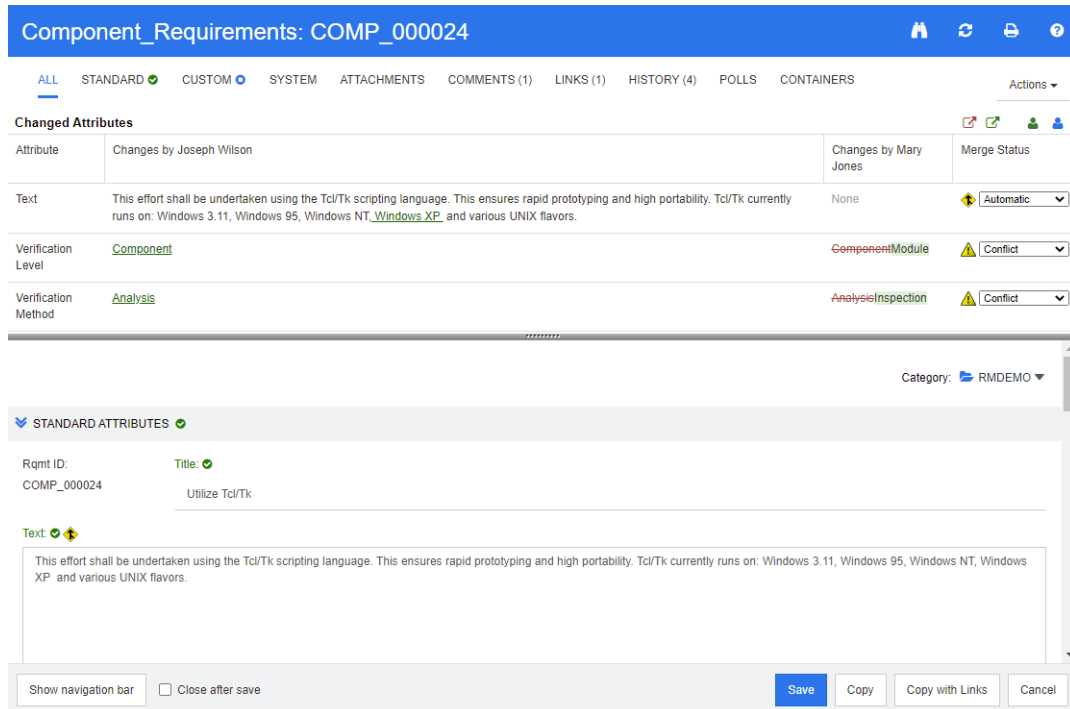 Component_Requirements: COMP_000024
ALL STANDARD CUSTOM SYSTEM ATTACHMENTS COMMENTS (1) LINKS (1) HISTORY (4) POLLS CONTAINERS
Actions
Changed Attributes
Attribute Changes by Joseph Wilson Changes by Mary Merge Status
Jones
Text This effort shall be undertaken using the Tcl/Tk scripting language. This ensures rapid prototyping and high portability. Tcl/Tk currently None Automatic
runs on: Windows 3.11, Windows 95, Windows NT, Windows XP and various UNIX flavors.
Verification Component ComponentModule Conflict
Level
Verification Analysis AnalysisInspection Conflict
Method
Category: RMDEMO
STANDARD ATTRIBUTES
Rqmt ID: Title:
COMP_000024
Utilize Tcl/Tk
Text:
This effort shall be undertaken using the Tcl/Tk scripting language. This ensures rapid prototyping and high portability. Tcl/Tk currently runs on: Windows 3.11, Windows 95, Windows NT, Windows
XP and various UNIX flavors.
Show navigation bar Close after save Save Copy Copy with Links Cancel